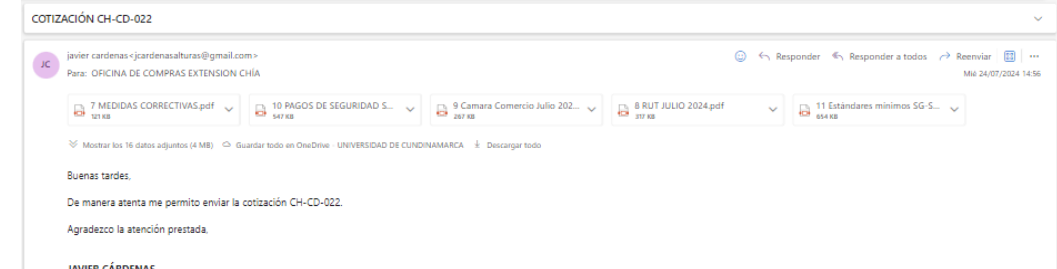 COTIZACIÓN CH-CD-022
JC
javier cardenas<jcardenasalturas@gmail.com>
Responder
Responder a todos
Reenviar
Para: OFICINA DE COMPRAS EXTENSION CHÍA
Mié 24/07/2024 14:56
7 MEDIDAS CORRECTIVAS.pdf
121 KB
10 PAGOS DE SEGURIDAD S...
547 KB
9 Camara Comercio Julio 202...
267 KB
8 RUT JULIO 2024.pdf
317 KB
11 Estándares minimos SG-S...
654 KB
Mostrar los 16 datos adjuntos (4 MB)
Guardar todo en OneDrive - UNIVERSIDAD DE CUNDINAMARCA
Descargar todo
Buenas tardes,
De manera atenta me permito enviar la cotización CH-CD-022.
Agradezco la atención prestada,
JAVIER CÁRDENAS